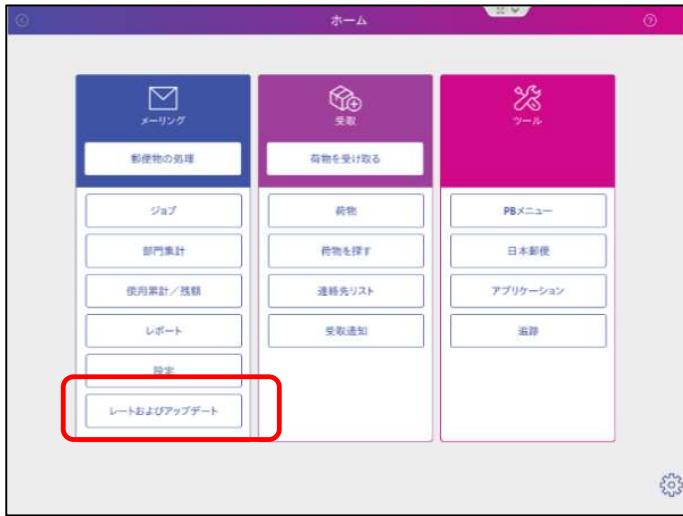 ホーム
メーリング
郵便物の処理
ジョブ
部門集計
使用累計／残額
レポート
設定
レートおよびアップデート
受取
荷物を受け取る
荷物
荷物を探す
連絡先リスト
受取通知
ツール
PBメニュー
日本郵便
アプリケーション
追跡